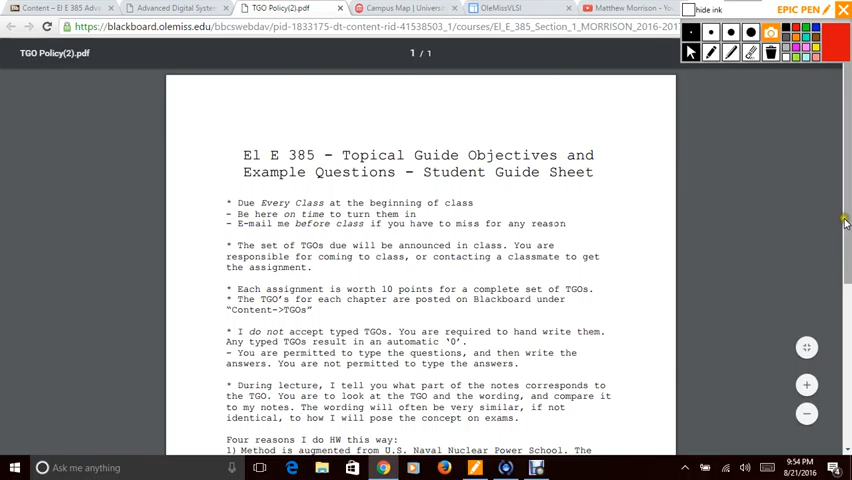 Content – El E 385 Adv
Advanced Digital System
TGO Policy(2).pdf
Campus Map | Univers
OleMissVLSI
Matthew Morrison - Yo
hide ink
EPIC PEN
https://blackboard.olemiss.edu/bbcswebdav/pid-1833175-dt-content-rid-41538503_1/courses/El_E_385_Section_1_MORRISON_2016-2017
TGO Policy(2).pdf
1 / 1
El E 385 - Topical Guide Objectives and
Example Questions - Student Guide Sheet
* Due Every Class at the beginning of class
- Be here on time to turn them in
- E-mail me before class if you have to miss for any reason
* The set of TGOs due will be announced in class. You are
responsible for coming to class, or contacting a classmate to get
the assignment.
* Each assignment is worth 10 points for a complete set of TGOs.
* The TGO's for each chapter are posted on Blackboard under
"Content->TGOs"
* I do not accept typed TGOs. You are required to hand write them.
Any typed TGOs result in an automatic '0'.
- You are permitted to type the questions, and then write the
answers. You are not permitted to type the answers.
* During lecture, I tell you what part of the notes corresponds to
the TGO. You are to look at the TGO and the wording, and compare it
to my notes. The wording will often be very similar, if not
identical, to how I will pose the concept on exams.
Four reasons I do HW this way:
1) Method is augmented from U.S. Naval Nuclear Power School. The
Ask me anything
9:54 PM
8/21/2016